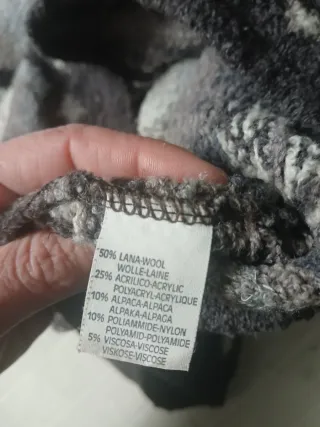 50% LANA-WOOL
WOLLE-LAINE
25% ACRILICO-ACRYLIC
POLYACRYL-ACRYLIQUE
10% ALPACA-ALPACA
ALPAKA-ALPAGA
10% POLIAMMIDE-NYLON
POLYAMID-POLYAMIDE
5% VISCOSA-VISCOSE
VISKOSE-VISCOSE